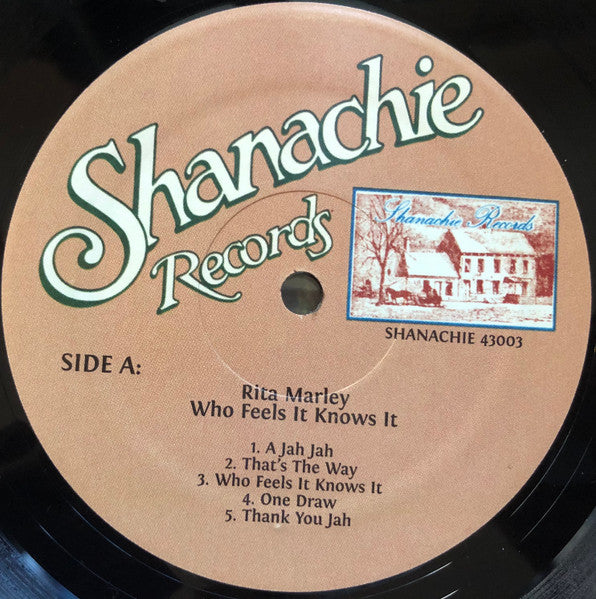 Shanachie
Records
Shanachie Records
SHANACHIE 43003
SIDE A:
Rita Marley
Who Feels It Knows It
1. A Jah Jah
2. That's The Way
3. Who Feels It Knows It
4. One Draw
5. Thank You Jah